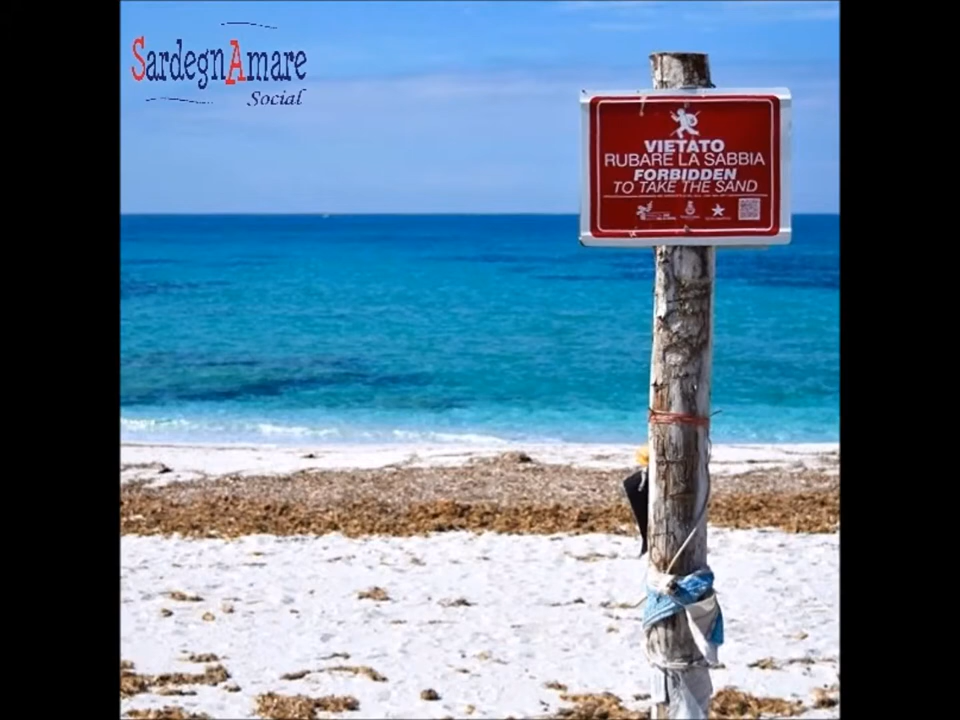 SardegnAmare
Social
VIETATO
RUBARE LA SABBIA
FORBIDDEN
TO TAKE THE SAND